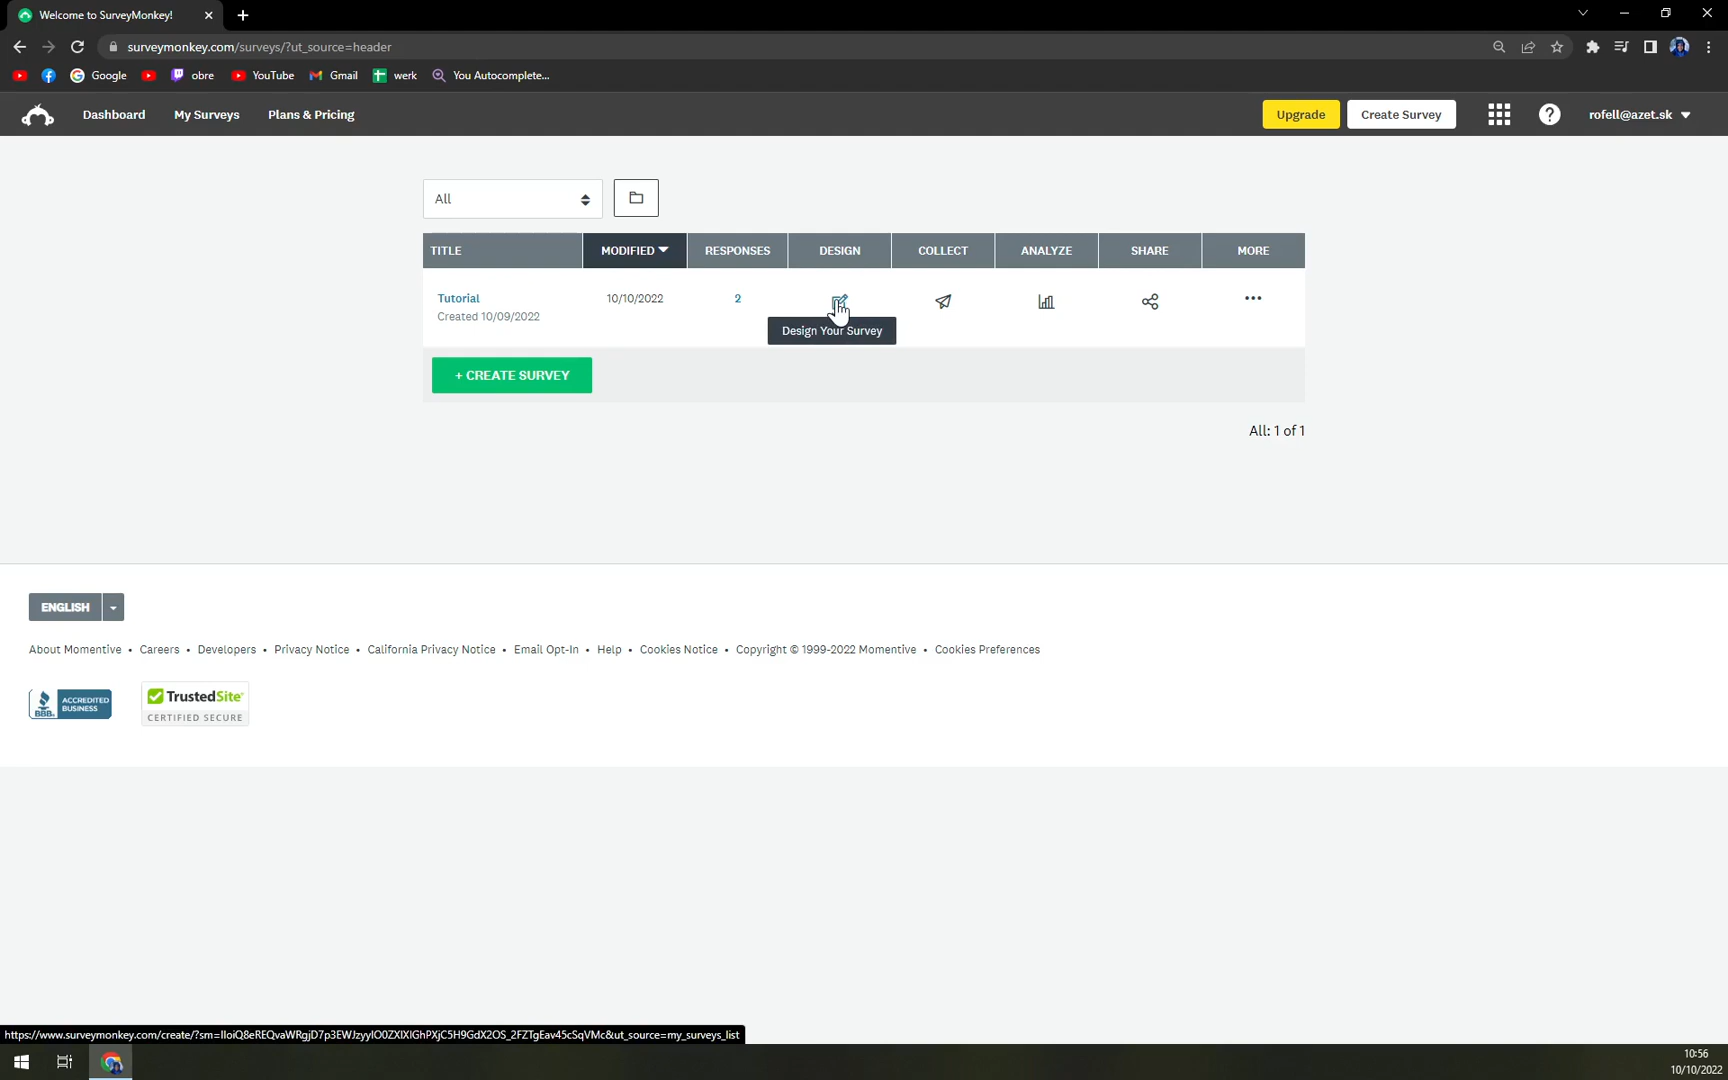 Welcome to SurveyMonkey!
surveymonkey.com/surveys/?ut_source=header
Google
obre
YouTube
Gmail
werk
You Autocomplete...
Dashboard
My Surveys
Plans & Pricing
Upgrade
Create Survey
rofell@azet.sk
All
TITLE
MODIFIED
RESPONSES
DESIGN
COLLECT
ANALYZE
SHARE
MORE
Tutorial
10/10/2022
2
Created 10/09/2022
Design Your Survey
+ CREATE SURVEY
All: 1 of 1
ENGLISH
About Momentive • Careers • Developers • Privacy Notice • California Privacy Notice • Email Opt-In • Help • Cookies Notice • Copyright © 1999-2022 Momentive • Cookies Preferences
BBB.
ACCREDITED
BUSINESS
TrustedSite
CERTIFIED SECURE
10:56
10/10/2022